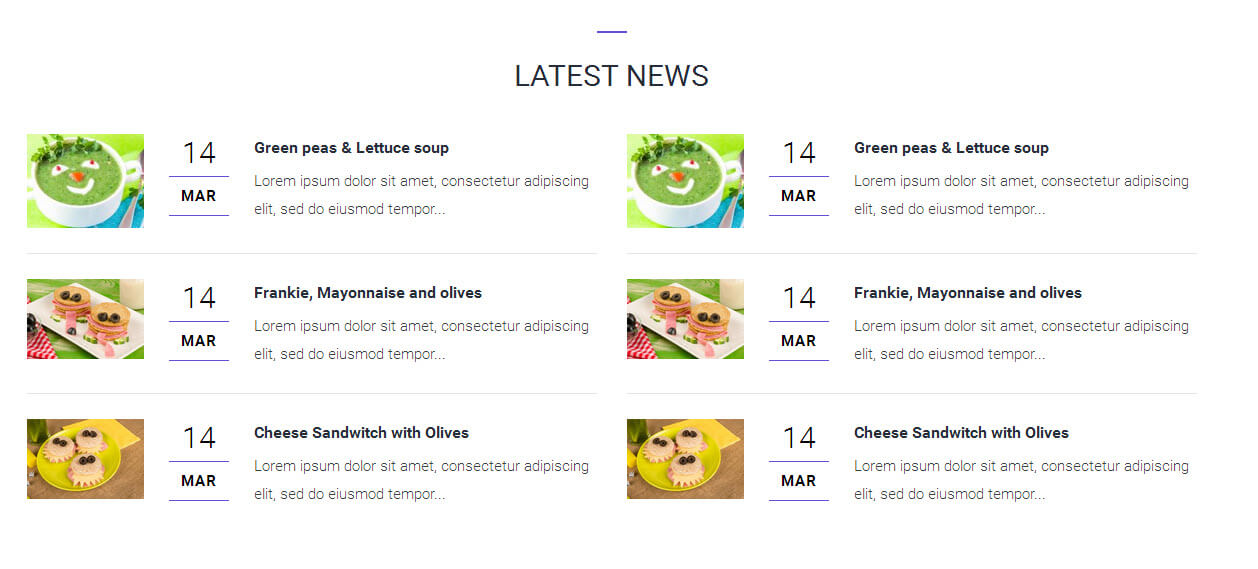 LATEST NEWS
14
MAR
Green peas & Lettuce soup
Lorem ipsum dolor sit amet, consectetur adipiscing
elit, sed do eiusmod tempor...
14
MAR
Green peas & Lettuce soup
Lorem ipsum dolor sit amet, consectetur adipiscing
elit, sed do eiusmod tempor...
14
MAR
Frankie, Mayonnaise and olives
Lorem ipsum dolor sit amet, consectetur adipiscing
elit, sed do eiusmod tempor...
14
MAR
Frankie, Mayonnaise and olives
Lorem ipsum dolor sit amet, consectetur adipiscing
elit, sed do eiusmod tempor...
14
MAR
Cheese Sandwitch with Olives
Lorem ipsum dolor sit amet, consectetur adipiscing
elit, sed do eiusmod tempor...
14
MAR
Cheese Sandwitch with Olives
Lorem ipsum dolor sit amet, consectetur adipiscing
elit, sed do eiusmod tempor...